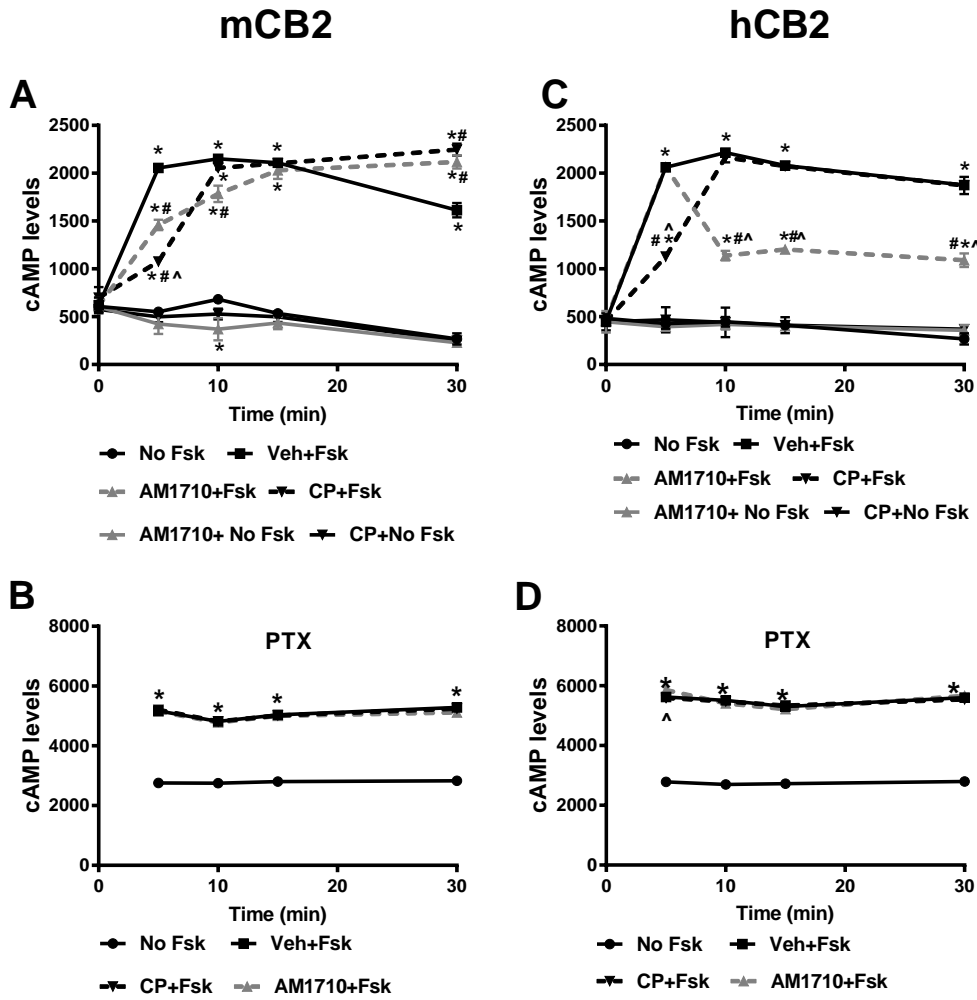 mCB2
hCB2
A
cAMP levels
2500
2000
1500
1000
500
0
*
*
*
*#
*#
*
*#
*
*#
*
*#^
*
0
10
20
30
Time (min)
No Fsk
Veh+Fsk
AM1710+Fsk
CP+Fsk
AM1710+ No Fsk
CP+No Fsk
C
cAMP levels
2500
2000
1500
1000
500
0
*
*
*
*
^
#*
*#^
*#^
#*^
0
10
20
30
Time (min)
No Fsk
Veh+Fsk
AM1710+Fsk
CP+Fsk
AM1710+ No Fsk
CP+No Fsk
B
PTX
cAMP levels
8000
6000
4000
2000
0
*
*
*
*
0
10
20
30
Time (min)
No Fsk
Veh+Fsk
CP+Fsk
AM1710+Fsk
D
PTX
cAMP levels
8000
6000
4000
2000
0
*
*
*
*
^
0
10
20
30
Time (min)
No Fsk
Veh+Fsk
CP+Fsk
AM1710+Fsk